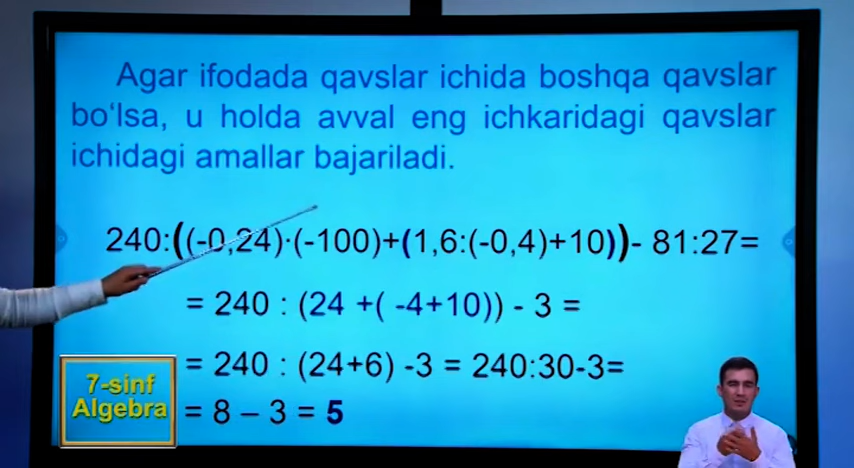 Agar ifodada qavslar ichida boshqa qavslar
bo‘lsa, u holda avval eng ichkaridagi qavslar
ichidagi amallar bajariladi.
240:((-0,24)·(-100)+(1,6:(-0,4)+10))- 81:27=
= 240 : (24 +( -4+10)) - 3 =
= 240 : (24+6) -3 = 240:30-3=
= 8 – 3 = 5
7-sinf
Algebra